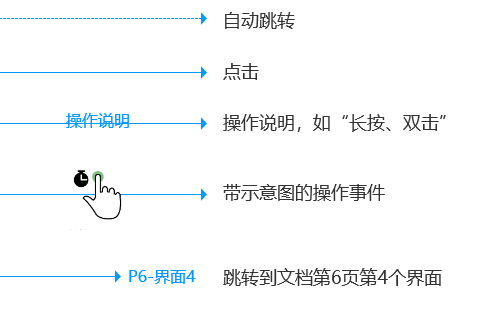 自动跳转
点击
操作说明 操作说明，如“长按、双击”
带示意图的操作事件
P6-界面4 跳转到文档第6页第4个界面